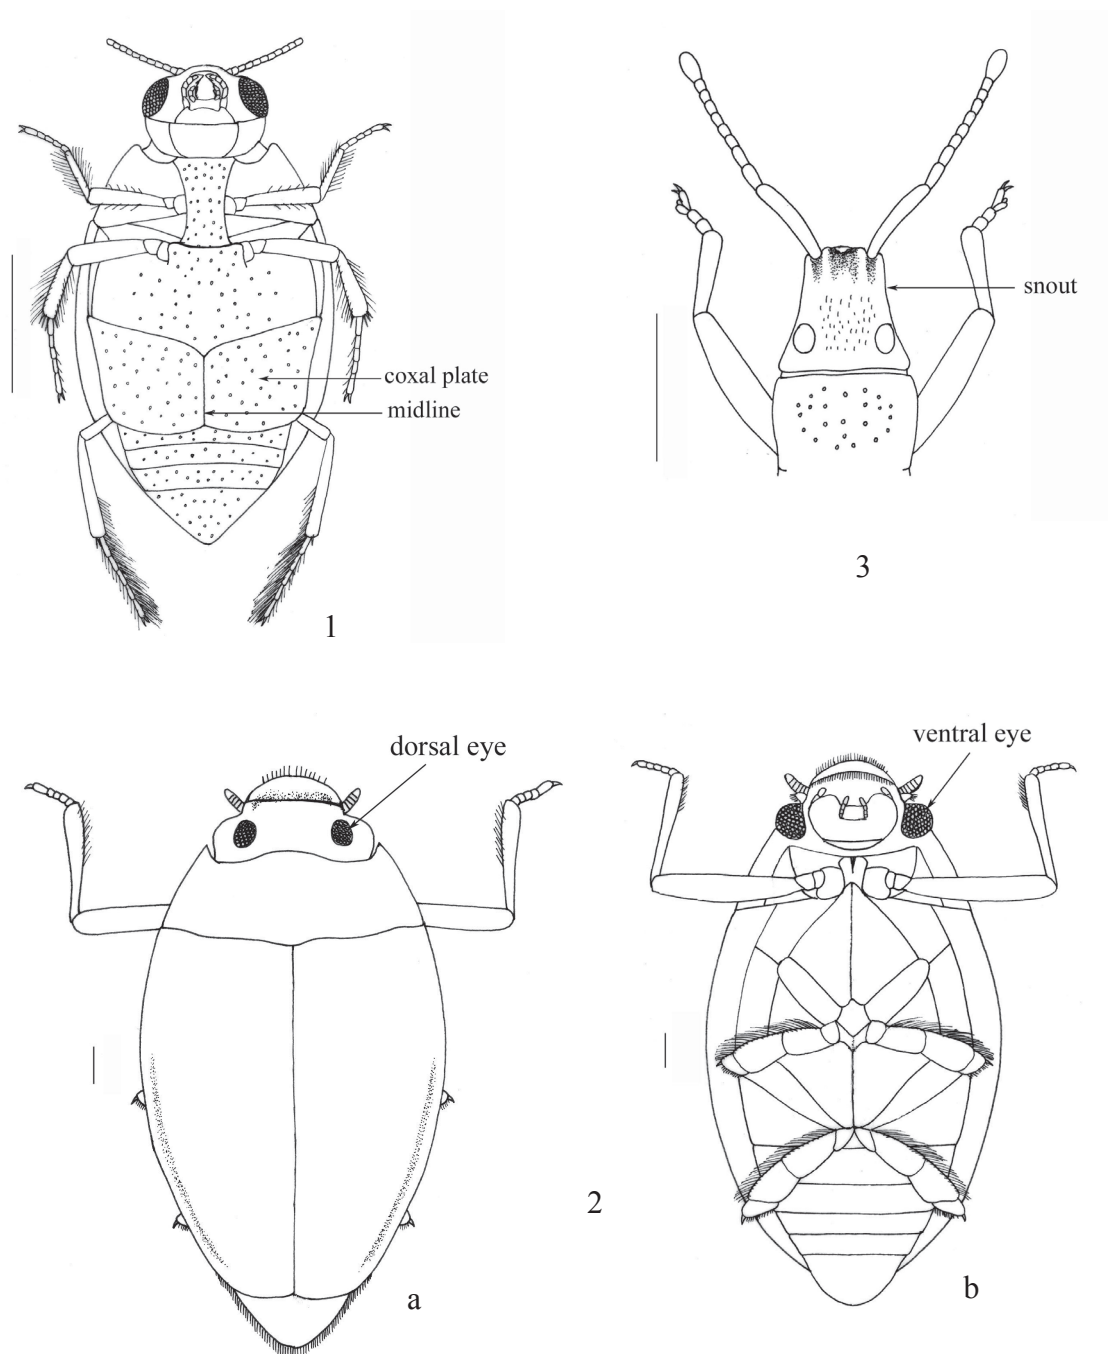 snout
coxal plate
midline
3
1
dorsal eye
ventral eye
2
a
b